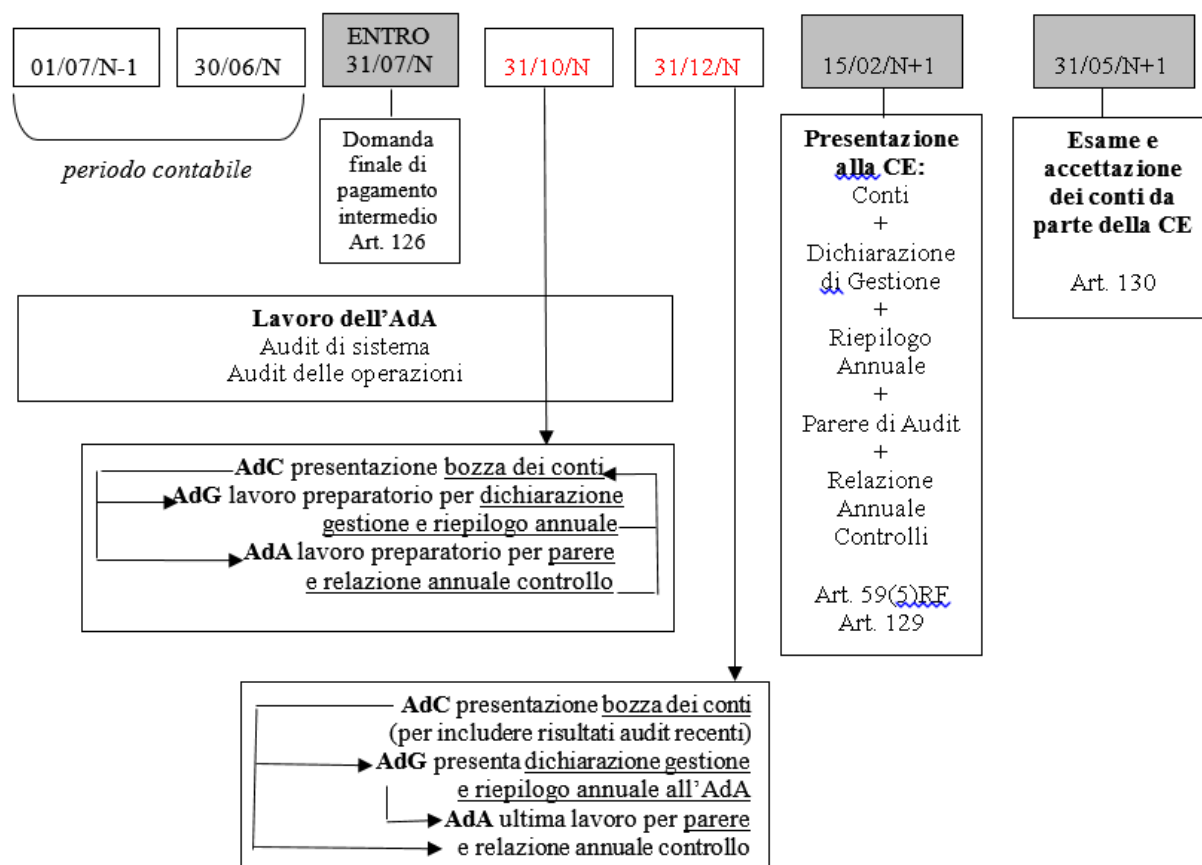 01/07/N-1
30/06/N
ENTRO
31/07/N
31/10/N
31/12/N
15/02/N+1
31/05/N+1
periodo contabile
Domanda
finale di
pagamento
intermedio
Art. 126
Presentazione
alla CE:
Conti
+
Dichiarazione
di Gestione
+
Riepilogo
Annuale
+
Parere di Audit
+
Relazione
Annuale
Controlli
Art. 59(5)RF
Art. 129
Esame e
accettazione
dei conti da
parte della CE
Art. 130
Lavoro dell'AdA
Audit di sistema
Audit delle operazioni
AdC presentazione bozza dei conti
AdG lavoro preparatorio per dichiarazione
gestione e riepilogo annuale
AdA lavoro preparatorio per parere
e relazione annuale controllo
AdC presentazione bozza dei conti
(per includere risultati audit recenti)
AdG presenta dichiarazione gestione
e riepilogo annuale all'AdA
AdA ultima lavoro per parere
e relazione annuale controllo